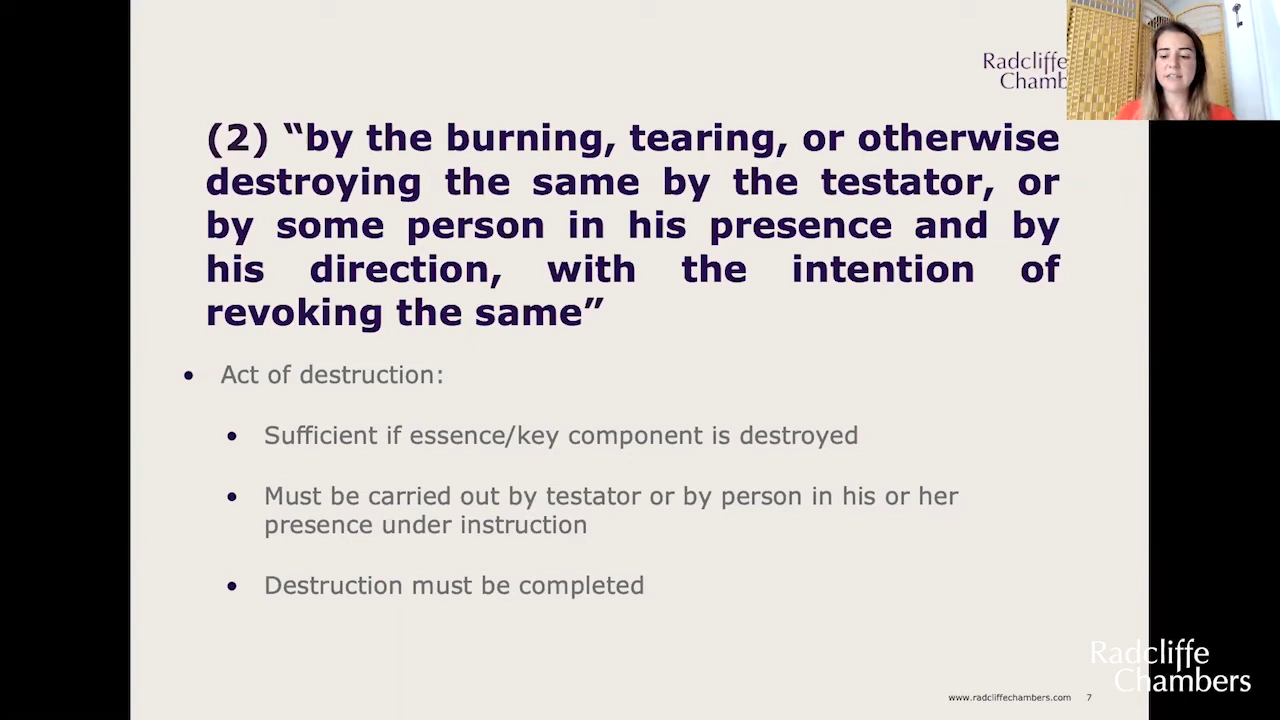 Radcliffe
Chamb
(2) “by the burning, tearing, or otherwise
destroying the same by the testator, or
by some person in his presence and by
his direction, with the intention of
revoking the same”
• Act of destruction:
• Sufficient if essence/key component is destroyed
• Must be carried out by testator or by person in his or her
presence under instruction
• Destruction must be completed
www.radcliffechambers.com 7
Radcliffe
Chambers